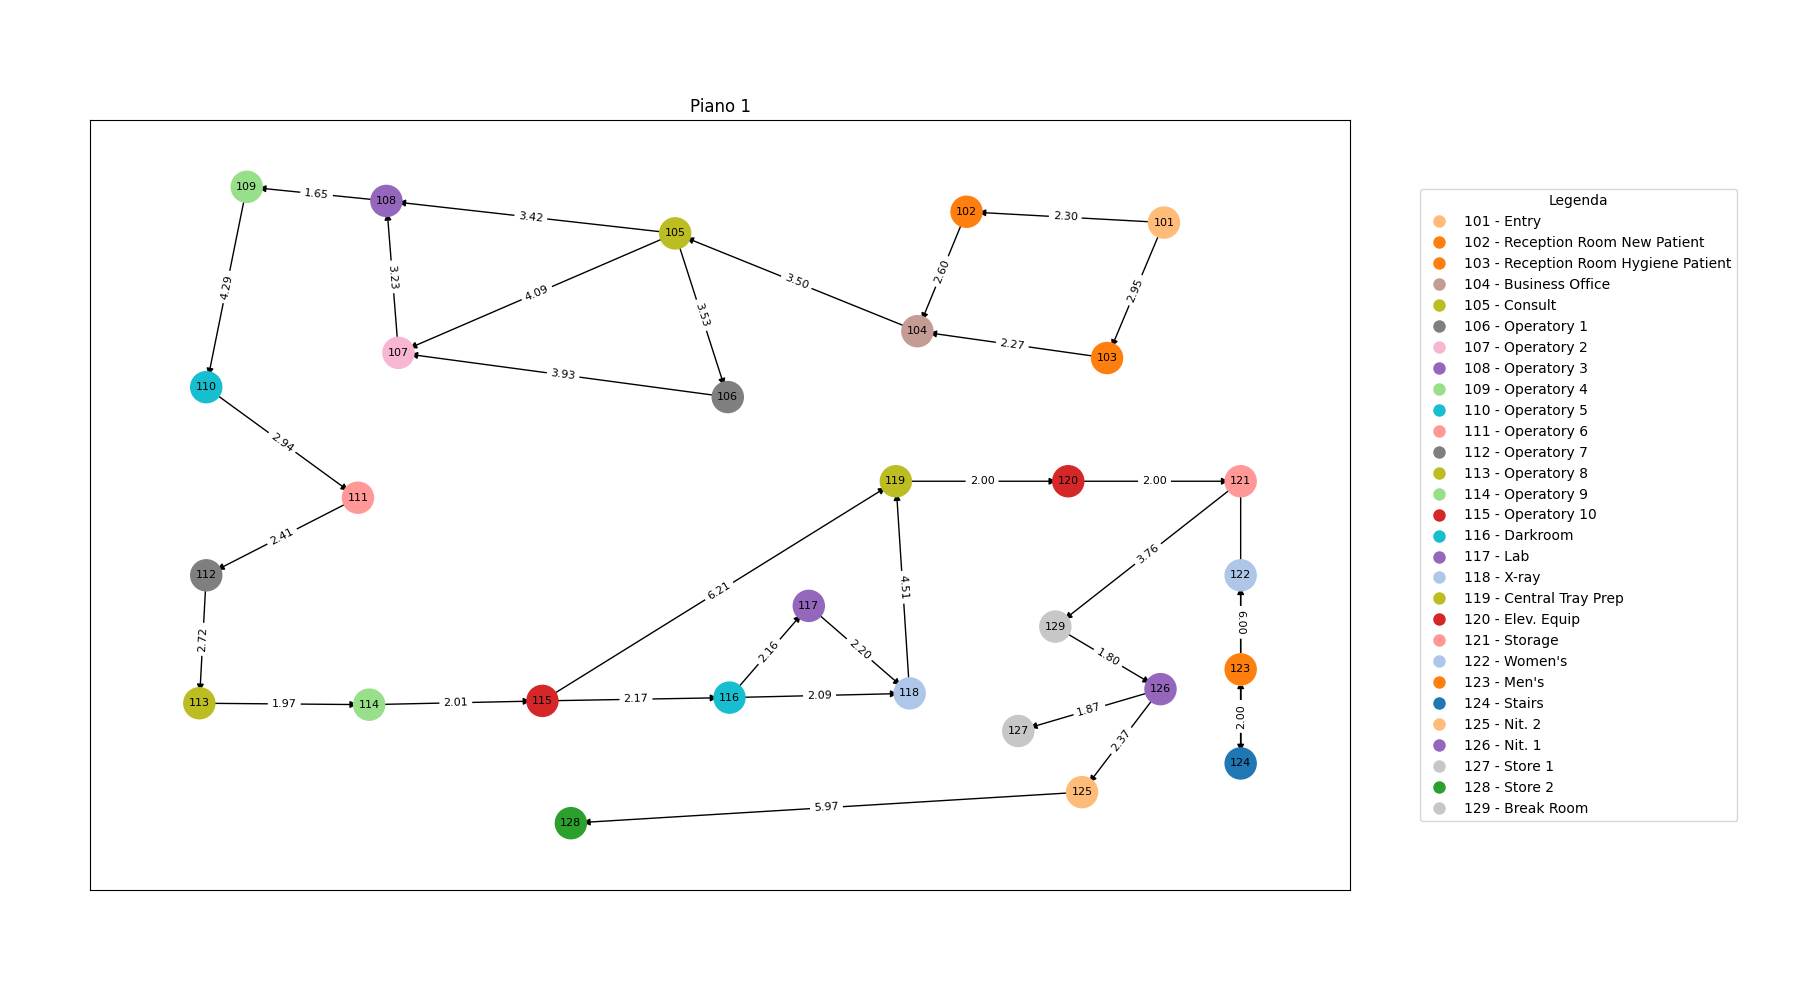 Piano 1
109
1.65
108
3.42
105
102
2.30
101
4.29
3.23
4.09
3.53
3.50
2.60
2.95
107
3.93
106
104
2.27
103
110
2.94
111
2.41
112
2.72
113
1.97
114
2.01
115
2.17
116
2.09
118
6.21
2.16
117
2.20
4.51
119
2.00
120
2.00
121
3.76
129
1.80
126
1.87
127
2.37
125
5.97
128
122
6.00
123
2.00
124
Legenda
101 - Entry
102 - Reception Room New Patient
103 - Reception Room Hygiene Patient
104 - Business Office
105 - Consult
106 - Operatory 1
107 - Operatory 2
108 - Operatory 3
109 - Operatory 4
110 - Operatory 5
111 - Operatory 6
112 - Operatory 7
113 - Operatory 8
114 - Operatory 9
115 - Operatory 10
116 - Darkroom
117 - Lab
118 - X-ray
119 - Central Tray Prep
120 - Elev. Equip
121 - Storage
122 - Women's
123 - Men's
124 - Stairs
125 - Nit. 2
126 - Nit. 1
127 - Store 1
128 - Store 2
129 - Break Room